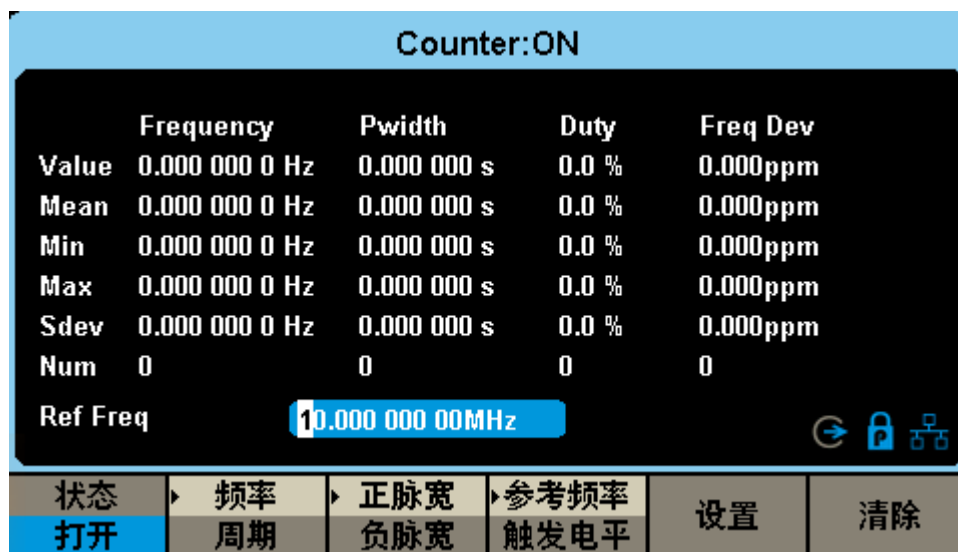 Counter:ON
Frequency Pwidth Duty Freq Dev
Value 0.000 000 0 Hz 0.000 000 s 0.0 % 0.000ppm
Mean 0.000 000 0 Hz 0.000 000 s 0.0 % 0.000ppm
Min 0.000 000 0 Hz 0.000 000 s 0.0 % 0.000ppm
Max 0.000 000 0 Hz 0.000 000 s 0.0 % 0.000ppm
Sdev 0.000 000 0 Hz 0.000 000 s 0.0 % 0.000ppm
Num 0 0 0 0
Ref Freq 10.000 000 00MHz
P
状态 频率 正脉宽 参考频率 设置 清除
打开 周期 负脉宽 触发电平